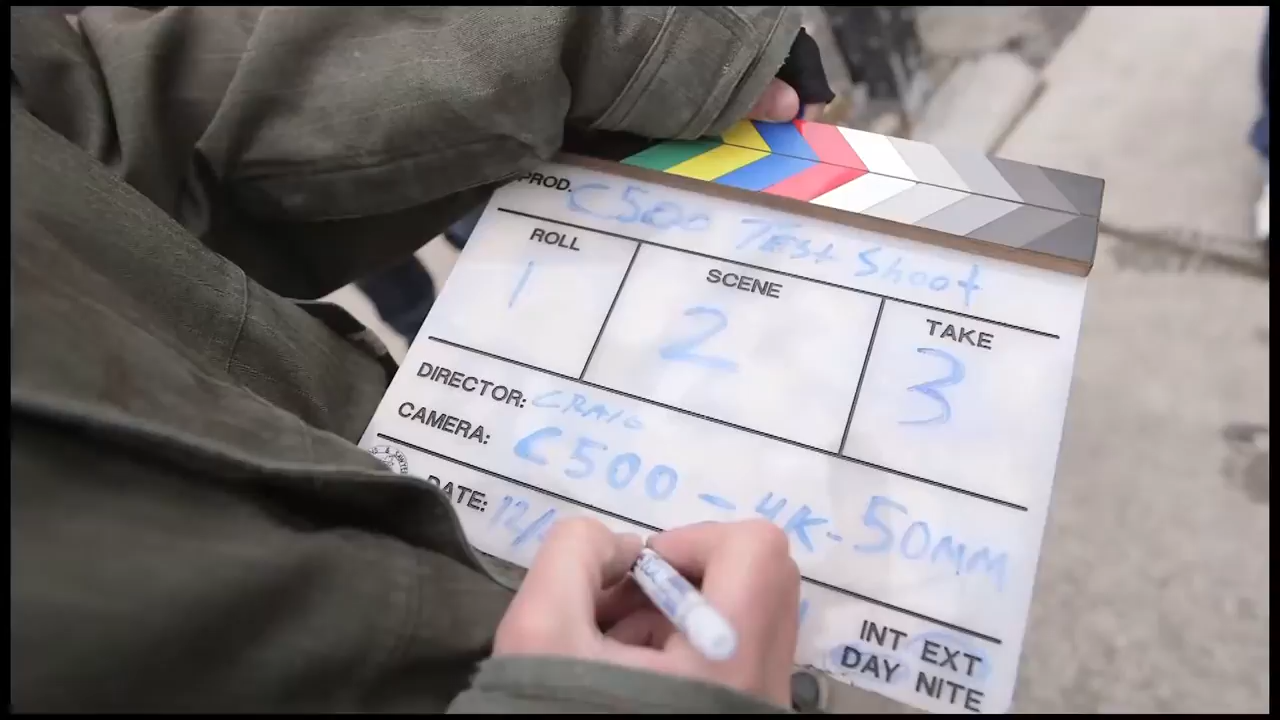 PROD. C500 Test Shoot
ROLL SCENE TAKE
1 2 3
DIRECTOR: CRAIG
CAMERA: C500 - 4K - 50MM
DATE: 12/
INT EXT
DAY NITE